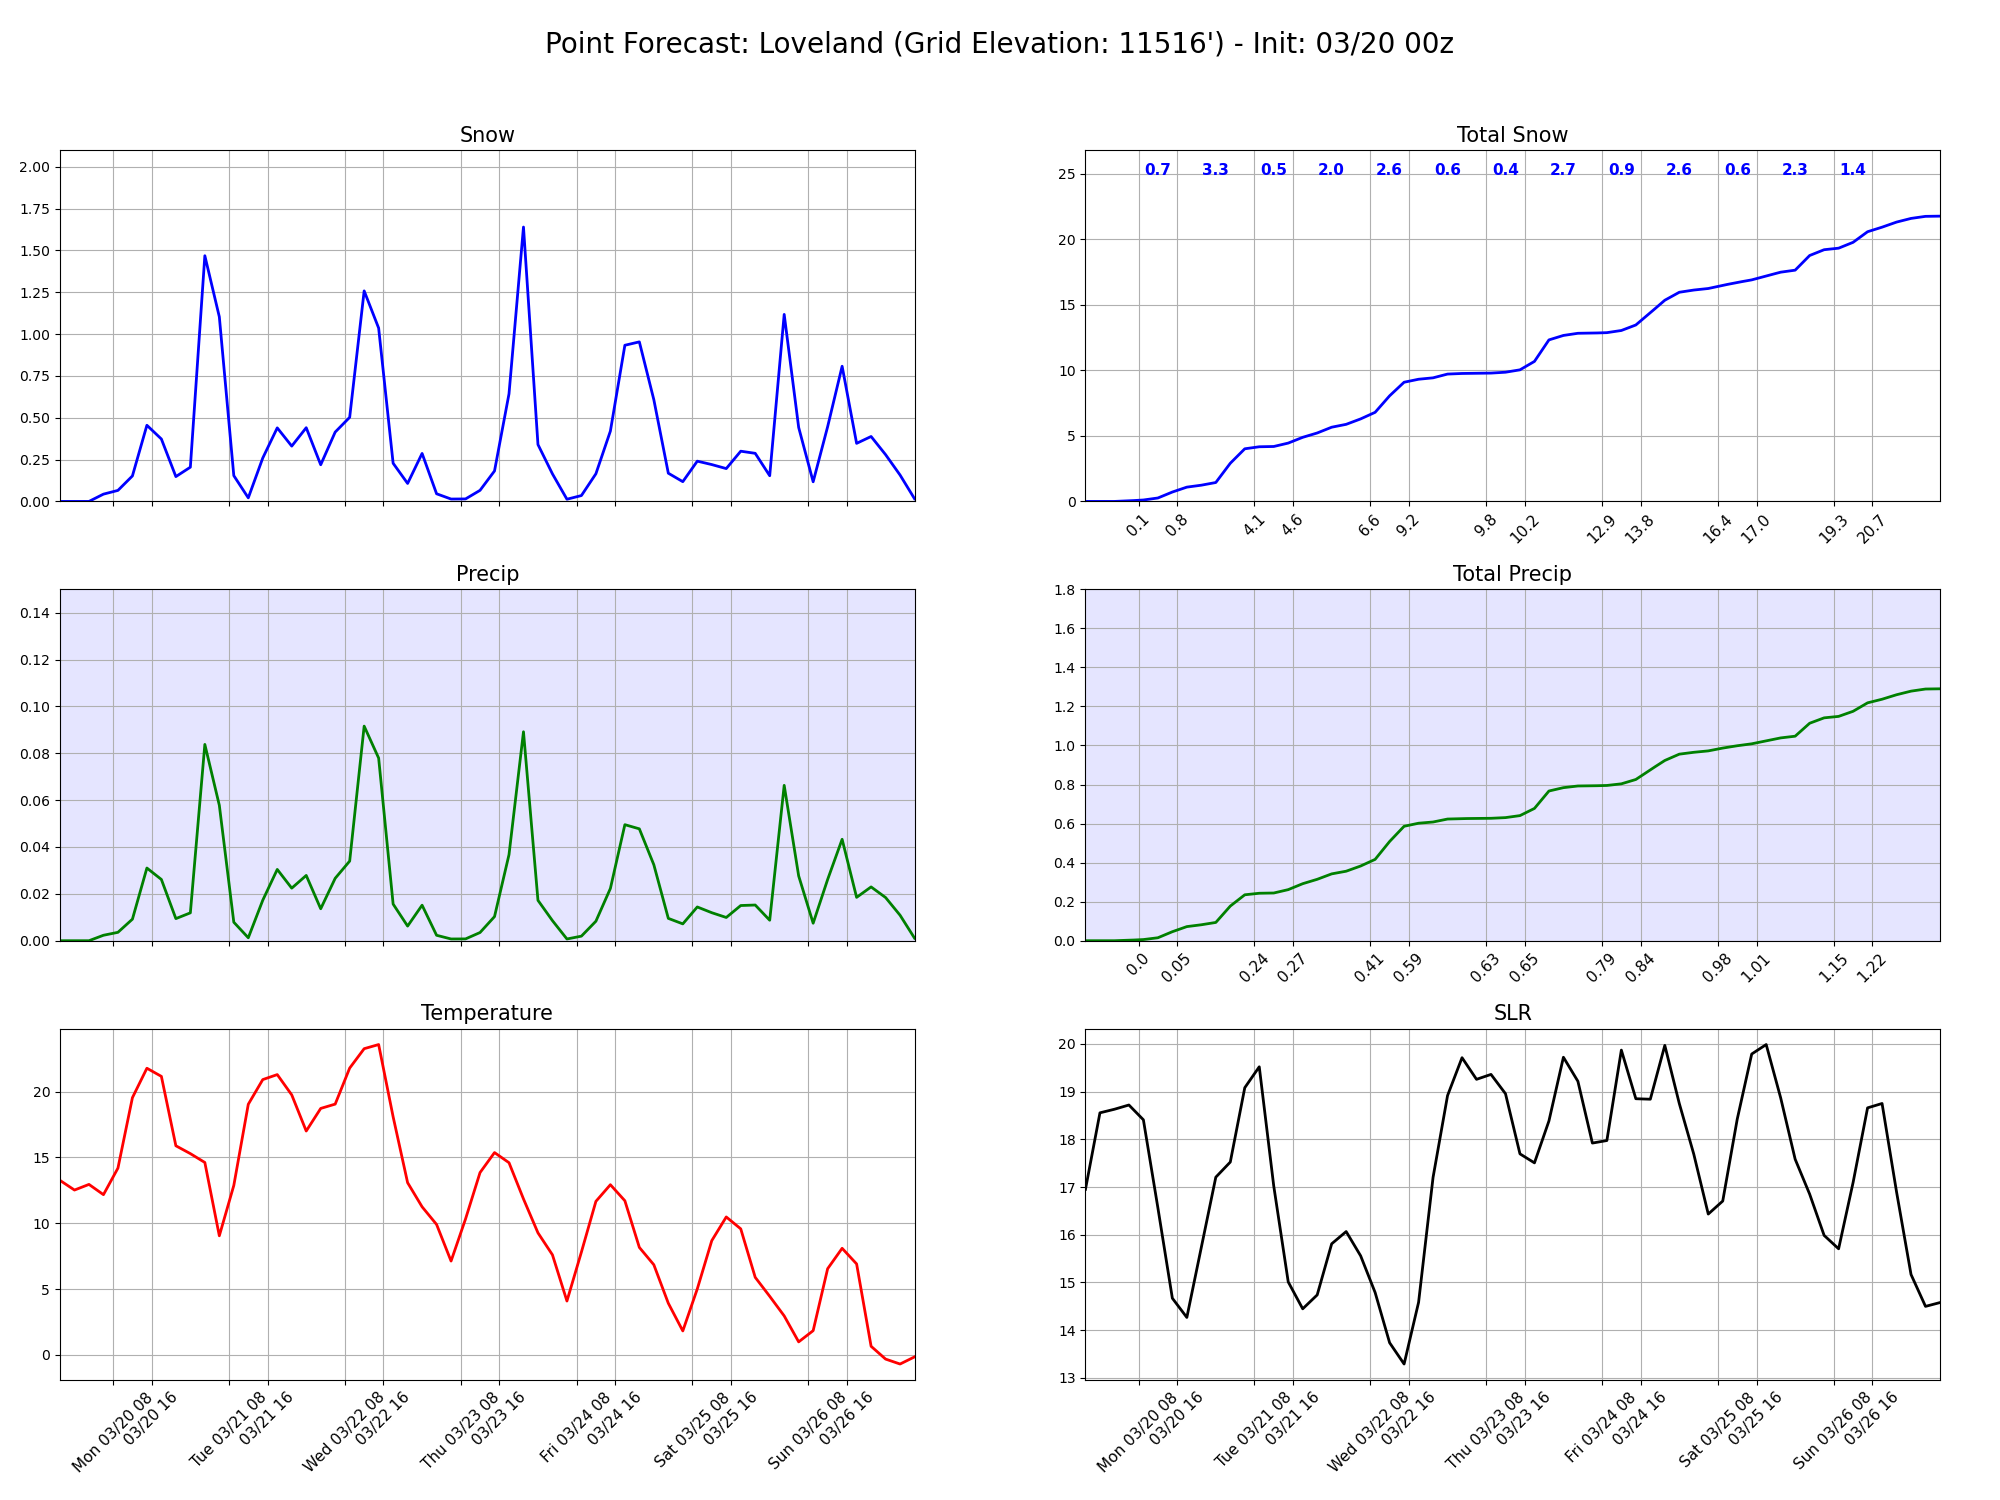 Point Forecast: Loveland (Grid Elevation: 11516') - Init: 03/20 00z
Snow
2.00
1.75
1.50
1.25
1.00
0.75
0.50
0.25
0.00
Total Snow
0.7 3.3 0.5 2.0 2.6 0.6 0.4 2.7 0.9 2.6 0.6 2.3 1.4
25
20
15
10
5
0
0.1 0.8 4.1 4.6 6.6 9.2 9.8 10.2 12.9 13.8 16.4 17.0 19.3 20.7
Precip
0.14
0.12
0.10
0.08
0.06
0.04
0.02
0.00
Total Precip
1.8
1.6
1.4
1.2
1.0
0.8
0.6
0.4
0.2
0.0
0.0 0.05 0.24 0.27 0.41 0.59 0.63 0.65 0.79 0.84 0.98 1.01 1.15 1.22
Temperature
20
15
10
5
0
Mon 03/20 08
03/20 16
Tue 03/21 08
03/21 16
Wed 03/22 08
03/22 16
Thu 03/23 08
03/23 16
Fri 03/24 08
03/24 16
Sat 03/25 08
03/25 16
Sun 03/26 08
03/26 16
SLR
20
19
18
17
16
15
14
13
Mon 03/20 08
03/20 16
Tue 03/21 08
03/21 16
Wed 03/22 08
03/22 16
Thu 03/23 08
03/23 16
Fri 03/24 08
03/24 16
Sat 03/25 08
03/25 16
Sun 03/26 08
03/26 16